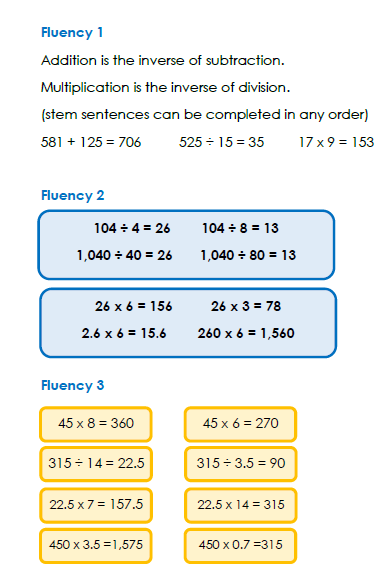 Fluency 1
Addition is the inverse of subtraction.
Multiplication is the inverse of division.
(stem sentences can be completed in any order)
581 + 125 = 706 525 ÷ 15 = 35 17 x 9 = 153
Fluency 2
104 ÷ 4 = 26 104 ÷ 8 = 13
1,040 ÷ 40 = 26 1,040 ÷ 80 = 13
26 x 6 = 156 26 x 3 = 78
2.6 x 6 = 15.6 260 x 6 = 1,560
Fluency 3
45 x 8 = 360 45 x 6 = 270
315 ÷ 14 = 22.5 315 ÷ 3.5 = 90
22.5 x 7 = 157.5 22.5 x 14 = 315
450 x 3.5 =1,575 450 x 0.7 =315